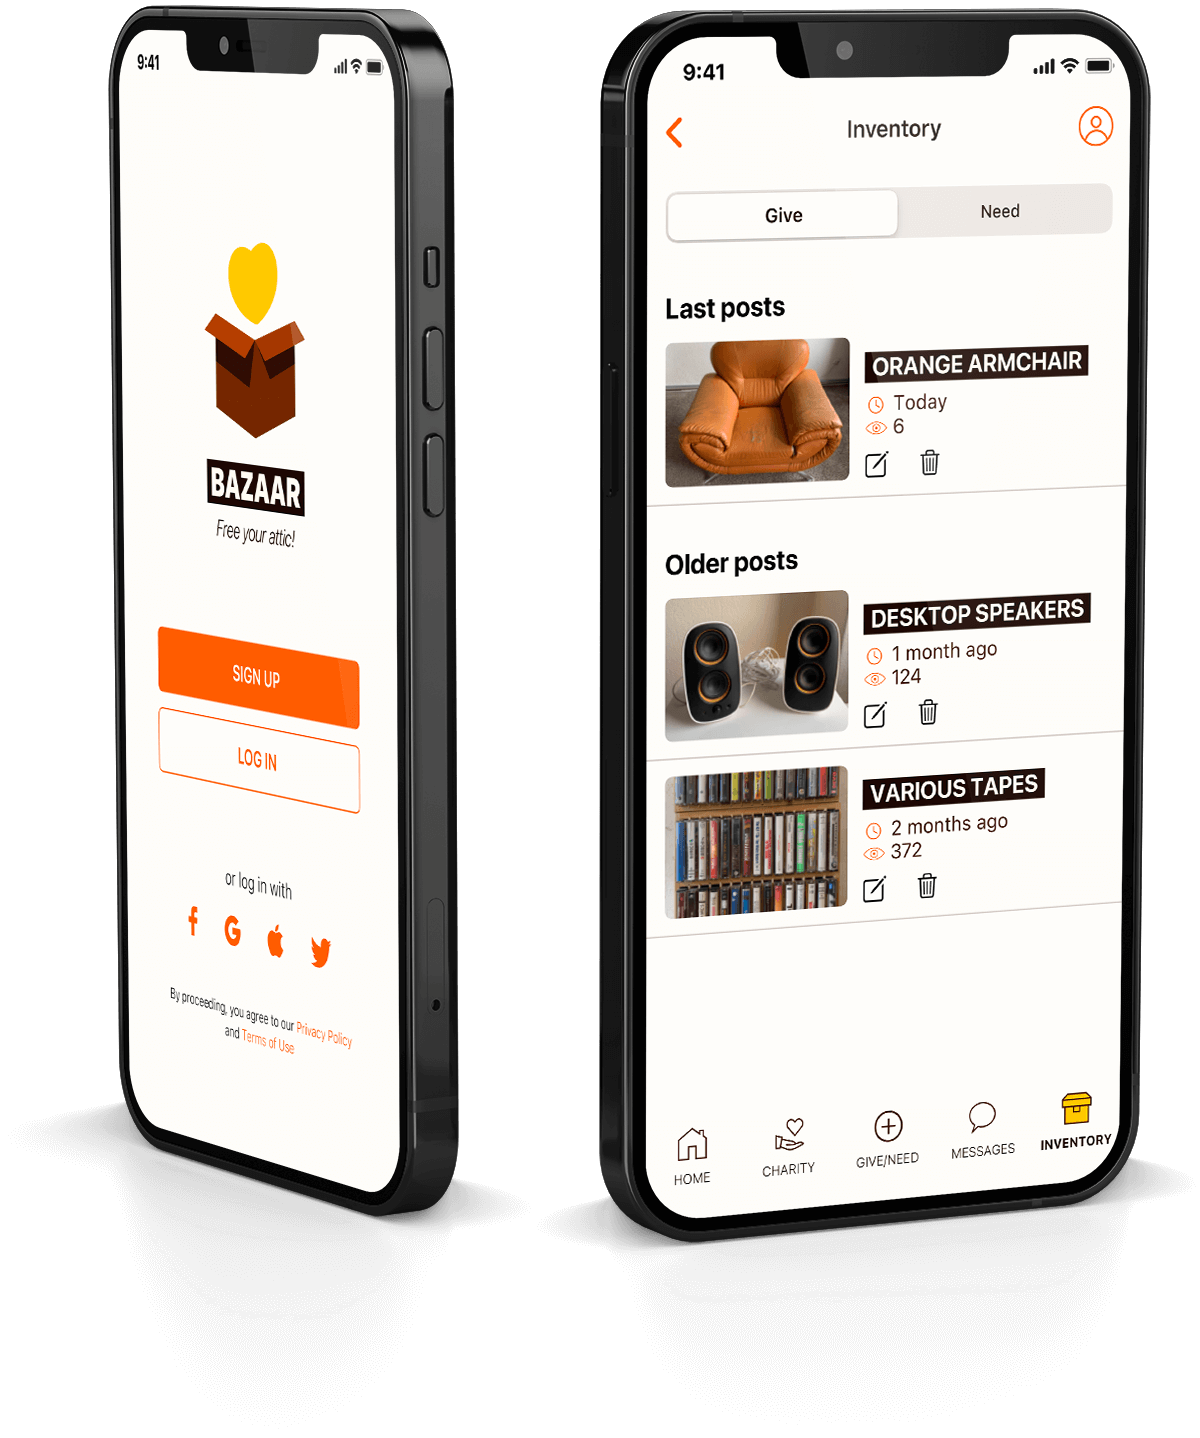 9:41
BAZAAR
Free your attic!
SIGN UP
LOG IN
or log in with
By proceeding, you agree to our Privacy Policy
and Terms of Use
9:41
Inventory
Give
Need
Last posts
ORANGE ARMCHAIR
Today
6
Older posts
DESKTOP SPEAKERS
1 month ago
124
VARIOUS TAPES
2 months ago
372
HOME
CHARITY
GIVE/NEED
MESSAGES
INVENTORY